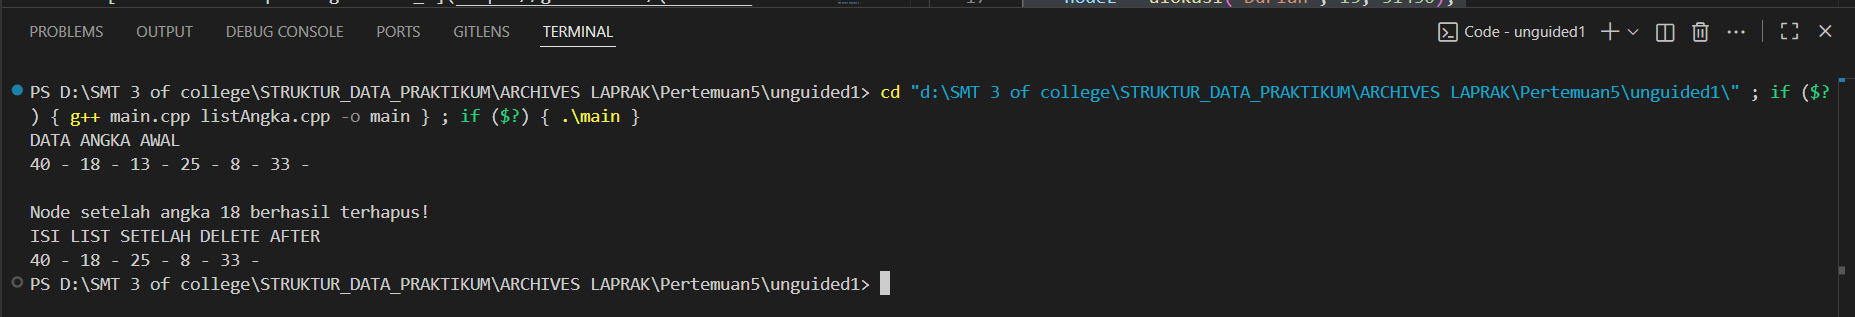 17
PROBLEMS OUTPUT DEBUG CONSOLE PORTS GITLENS TERMINAL Code - unguided1
PS D:\SMT 3 of college\STRUKTUR_DATA_PRAKTIKUM\ARCHIVES LAPRAK\Pertemuan5\unguided1> cd "d:\SMT 3 of college\STRUKTUR_DATA_PRAKTIKUM\ARCHIVES LAPRAK\Pertemuan5\unguided1\" ; if ($?
) { g++ main.cpp listAngka.cpp -o main } ; if ($?) { .\main }
DATA ANGKA AWAL
40 - 18 - 13 - 25 - 8 - 33 -
Node setelah angka 18 berhasil terhapus!
ISI LIST SETELAH DELETE AFTER
40 - 18 - 25 - 8 - 33 -
PS D:\SMT 3 of college\STRUKTUR_DATA_PRAKTIKUM\ARCHIVES LAPRAK\Pertemuan5\unguided1>